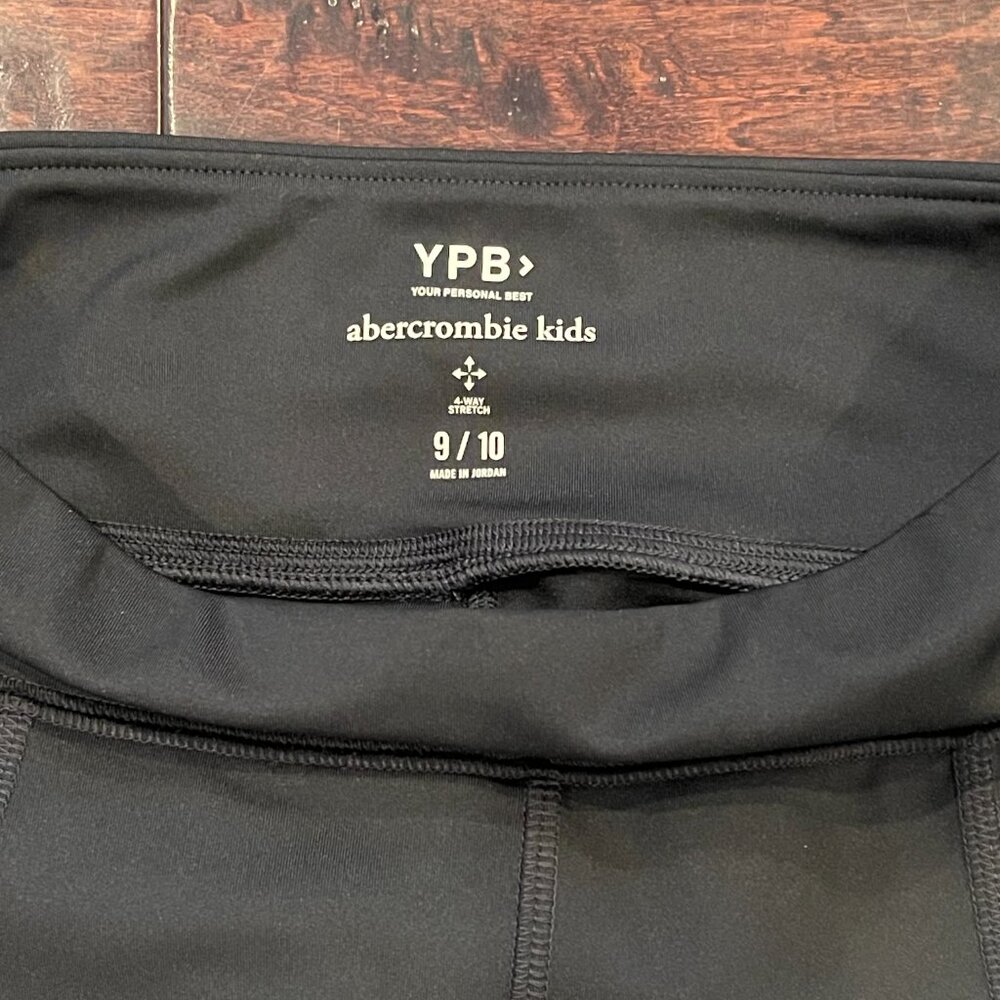 YPB>
YOUR PERSONAL BEST
abercrombie kids
4-WAY
STRETCH
9 / 10
MADE IN JORDAN